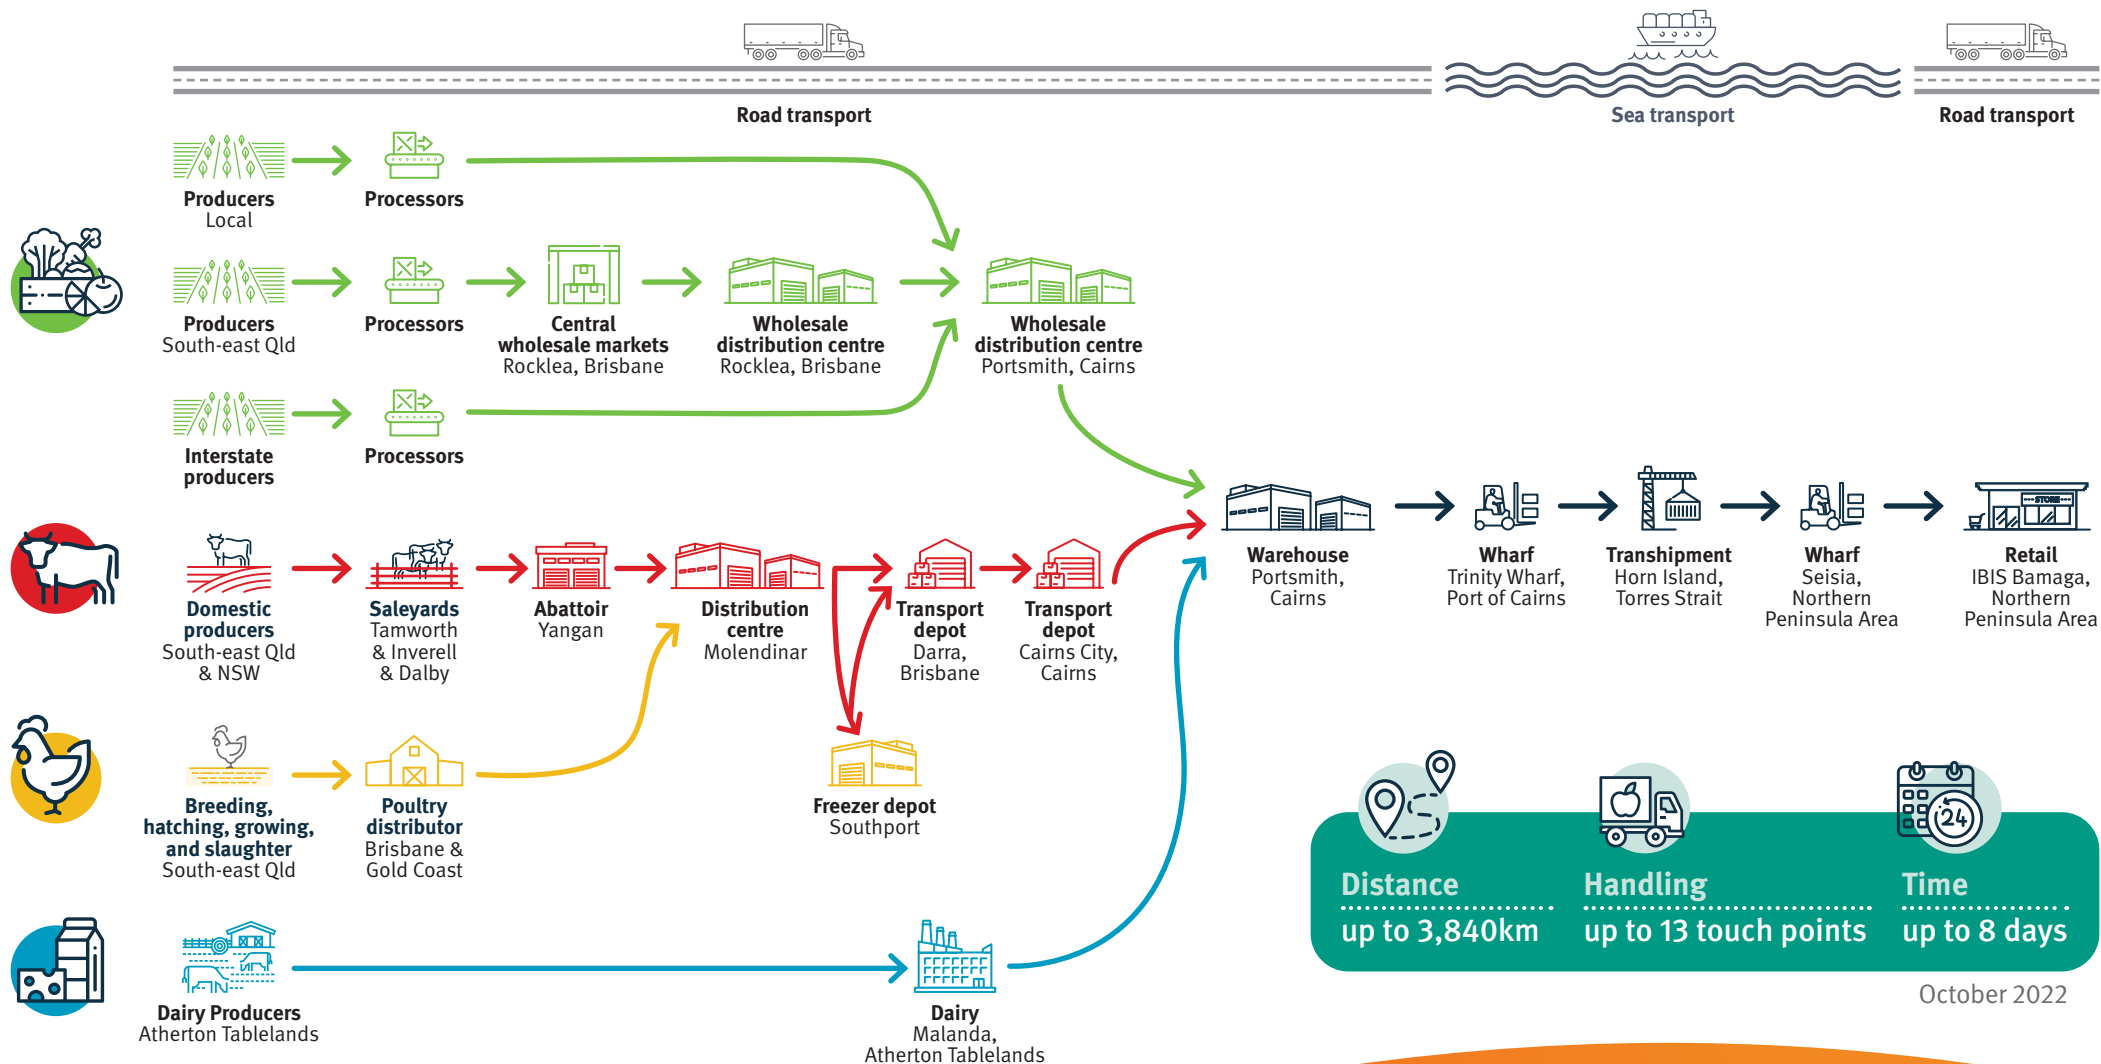 Road transport
Sea transport
Road transport
Producers
Local
Processors
Producers
South-east Qld
Processors
Central
wholesale markets
Rocklea, Brisbane
Wholesale
distribution centre
Rocklea, Brisbane
Wholesale
distribution centre
Portsmith, Cairns
Interstate
producers
Processors
Domestic
producers
South-east Qld
& NSW
Saleyards
Tamworth
& Inverell
& Dalby
Abattoir
Yangan
Distribution
centre
Molendinar
Transport
depot
Darra,
Brisbane
Transport
depot
Cairns City,
Cairns
Warehouse
Portsmith,
Cairns
Wharf
Trinity Wharf,
Port of Cairns
Transhipment
Horn Island,
Torres Strait
Wharf
Seisia,
Northern
Peninsula Area
STORE
Retail
IBIS Bamaga,
Northern
Peninsula Area
Breeding,
hatching, growing,
and slaughter
South-east Qld
Poultry
distributor
Brisbane &
Gold Coast
Freezer depot
Southport
Dairy Producers
Atherton Tablelands
Dairy
Malanda,
Atherton Tablelands
Distance
up to 3,840km
Handling
up to 13 touch points
24
Time
up to 8 days
October 2022